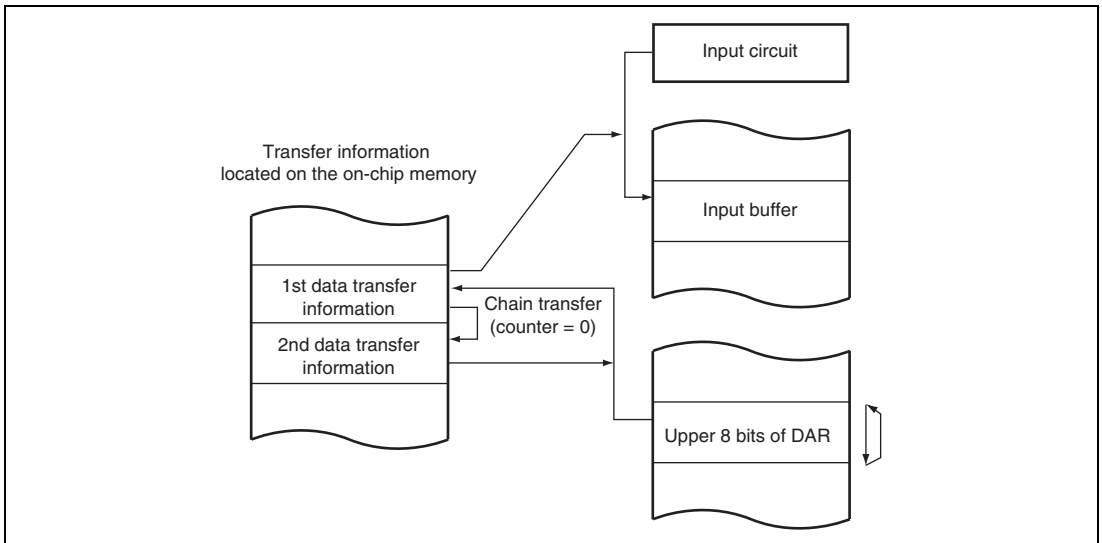 Input circuit
Transfer information
located on the on-chip memory
Input buffer
1st data transfer
information
Chain transfer
(counter = 0)
2nd data transfer
information
Upper 8 bits of DAR